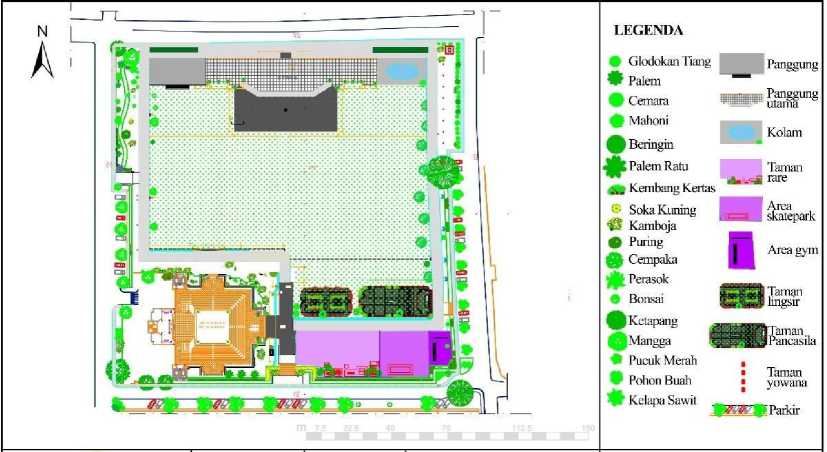 N
LEGENDA
Glodokan Tiang
Palem
Cemara
Mahoni
Beringin
Palem Ratu
Kembang Kertas
Soka Kuning
Kamboja
Puring
Cempaka
Perasok
Bonsai
Ketapang
Mangga
Pucuk Merah
Pohon Buah
Kelapa Sawit
Panggung
Panggung
utama
Kolam
Taman
rare
Area
skatepark
Area gym
Taman
lingsir
Taman
Pancasila
Taman
yowana
Parkir
m 7.5 22.5 40 75 112.5 150